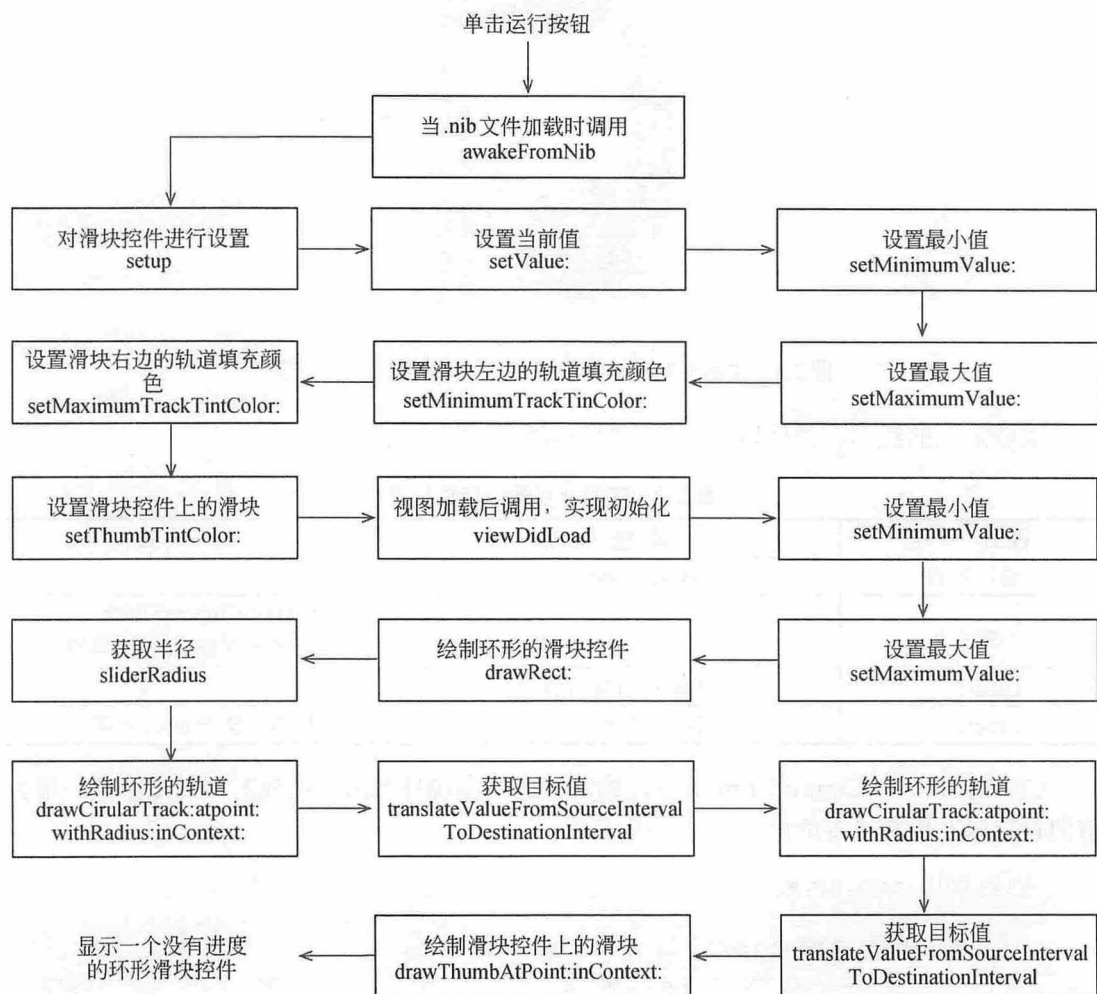 单击运行按钮
当.nib文件加载时调用
awakeFromNib
对滑块控件进行设置
setup
设置当前值
setValue:
设置最小值
setMinimumValue:
设置最大值
setMaximumValue:
设置滑块左边的轨道填充颜色
setMinimumTrackTinColor:
设置滑块右边的轨道填充颜
色
setMaximumTrackTintColor:
设置滑块控件上的滑块
setThumbTintColor:
视图加载后调用，实现初始化
viewDidLoad
设置最小值
setMinimumValue:
设置最大值
setMaximumValue:
绘制环形的滑块控件
drawRect:
获取半径
sliderRadius
绘制环形的轨道
drawCirularTrack:atpoint:
withRadius:inContext:
获取目标值
translateValueFromSourceInterval
ToDestinationInterval
绘制环形的轨道
drawCirularTrack:atpoint:
withRadius:inContext:
获取目标值
translateValueFromSourceInterval
ToDestinationInterval
绘制滑块控件上的滑块
drawThumbAtPoint:inContext:
显示一个没有进度
的环形滑块控件